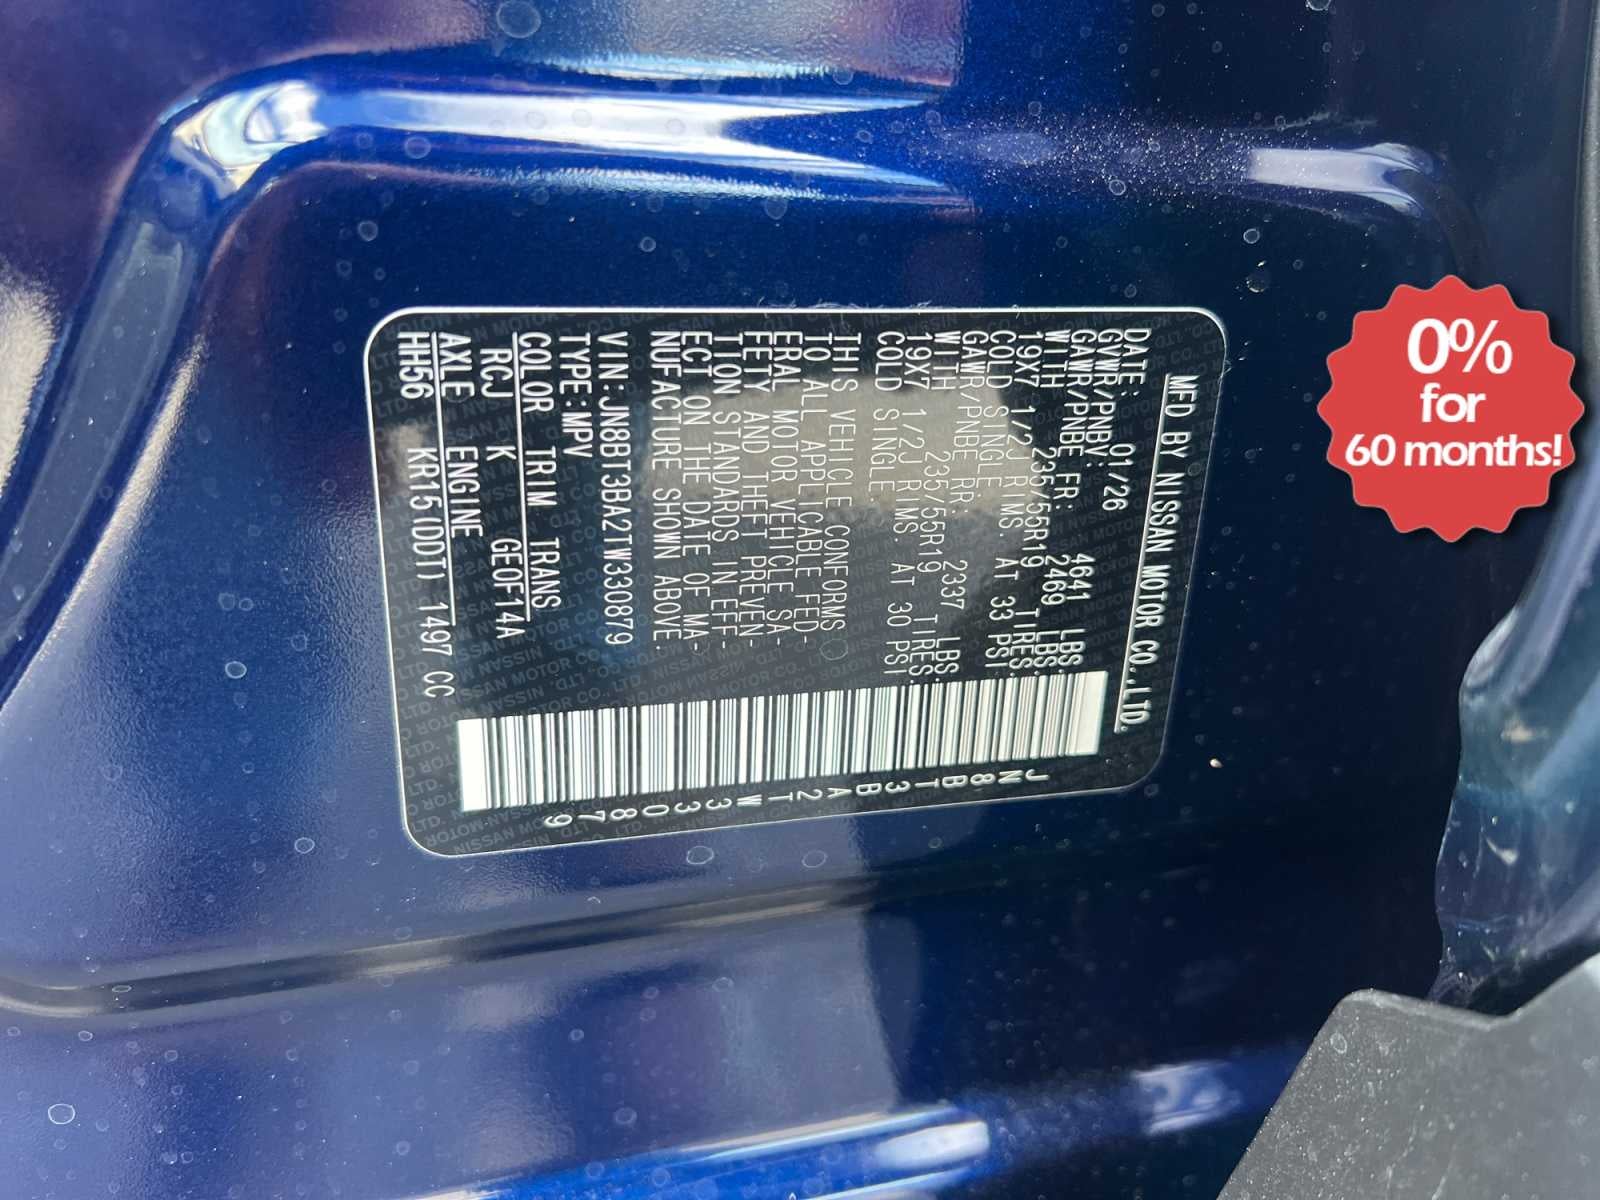 MFD BY NISSAN MOTOR CO.,LTD.
DATE: 01/26
GVWR/PNBV: 4641 LBS.
GAWR/PNBE FR: 2469 LBS.
WITH 235/55R19 TIRES.
19X7 1/2J RIMS. AT 33 PSI.
COLD SINGLE.
GAWR/PNBE RR: 2337 LBS.
WITH 235/55R19 TIRES.
19X7 1/2J RIMS. AT 30 PSI.
COLD SINGLE.
THIS VEHICLE CONFORMS
TO ALL APPLICABLE FED-
ERAL MOTOR VEHICLE SA-
FETY AND THEFT PREVEN-
TION STANDARDS IN EFF-
ECT ON THE DATE OF MA-
NUFACTURE SHOWN ABOVE.
VIN:JN8BT3BA2TW330879
TYPE:MPV
COLOR TRIM TRANS
RCJ K GE0F14A
AXLE ENGINE
HH56 KR15(DDT) 1497 CC
JN8BT3BA2TW330879
0%
for
60 months!